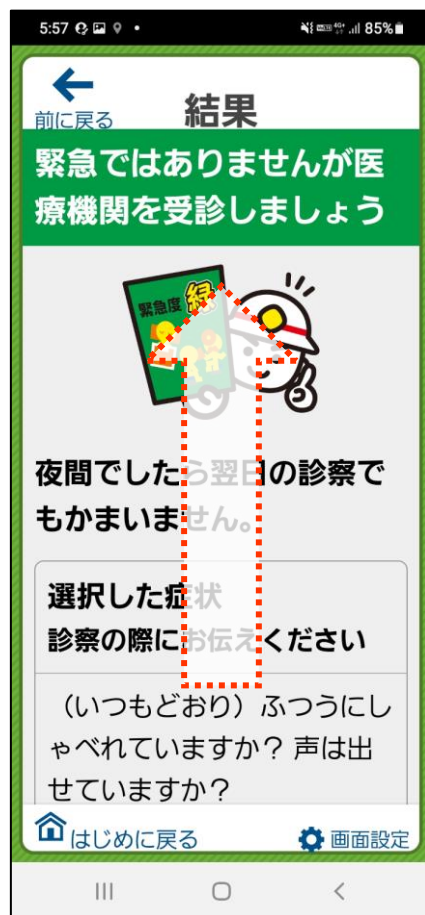 5:57
4G+
85%
前に戻る
結果
緊急ではありませんが医
療機関を受診しましょう
緊急度 緑
夜間でしたら翌日の診察で
もかまいません。
選択した症状
診察の際にお伝えください
（いつもどおり）ふつうにし
ゃべれていますか？ 声は出
せていますか？
はじめに戻る
画面設定